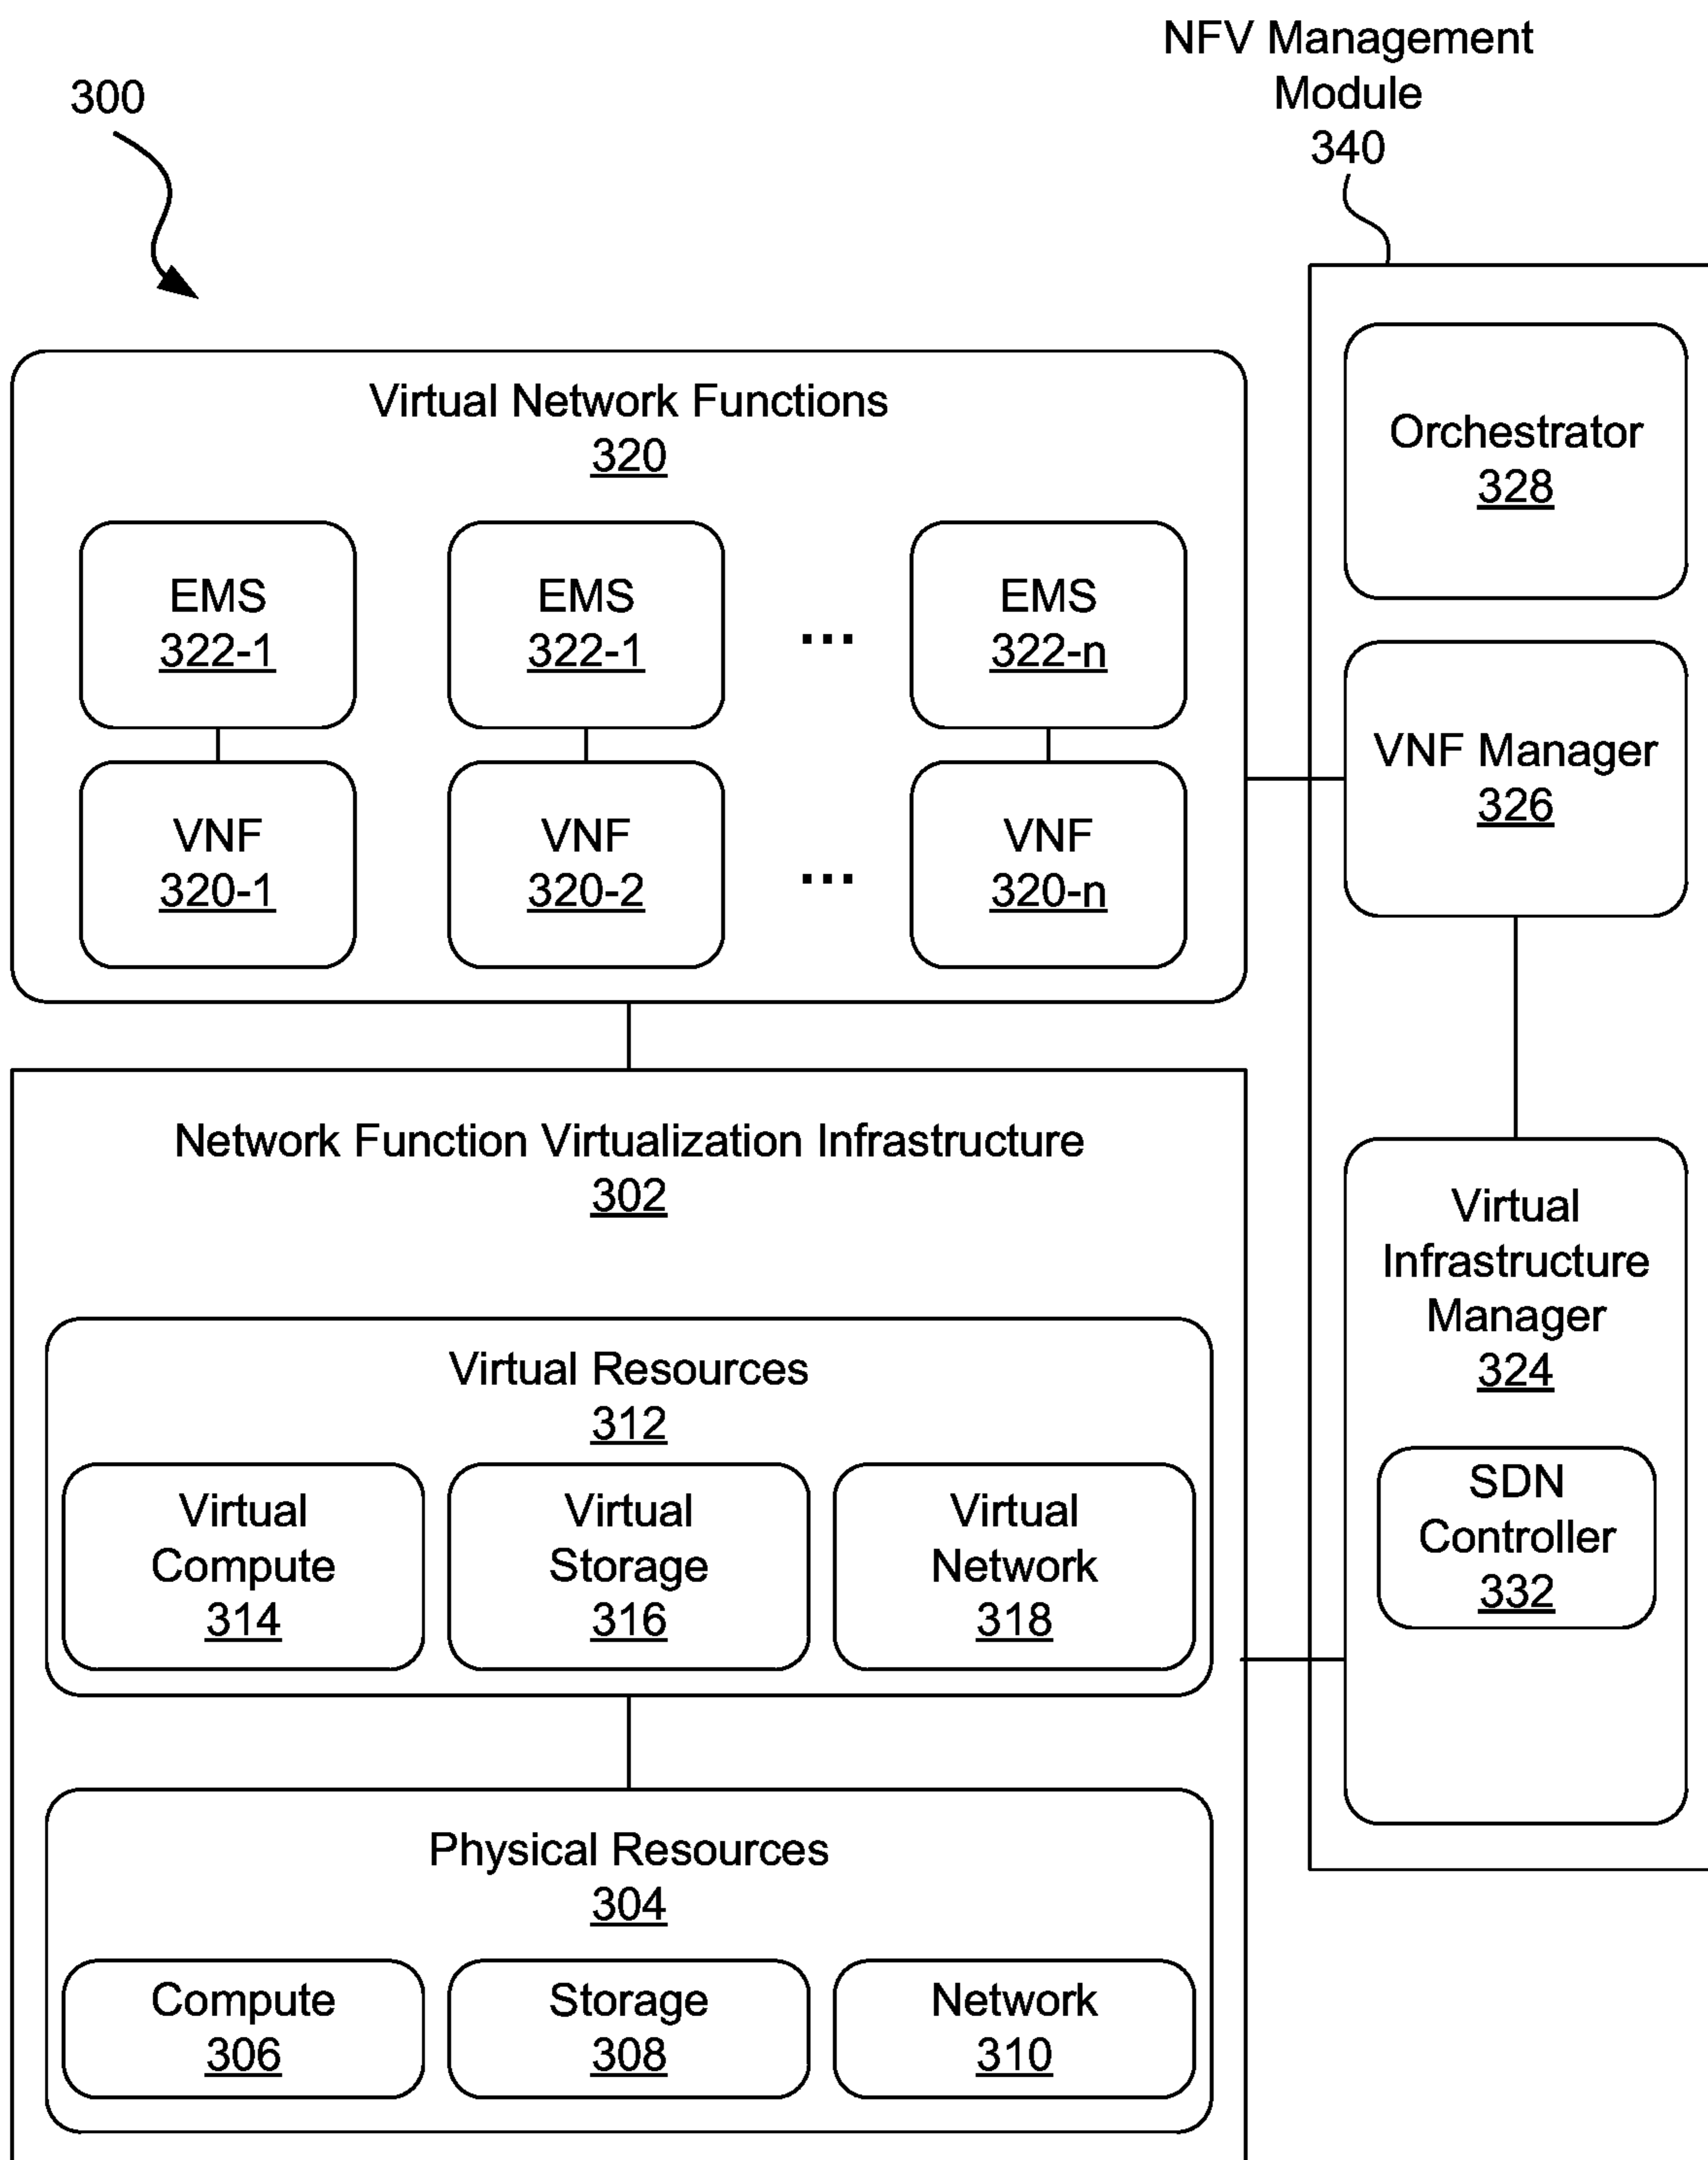 NFV Management
Module
340
300
Virtual Network Functions
320
EMS
322-1
EMS
322-1
...
EMS
322-n
VNF
320-1
VNF
320-2
...
VNF
320-n
Orchestrator
328
VNF Manager
326
Network Function Virtualization Infrastructure
302
Virtual Resources
312
Virtual
Compute
314
Virtual
Storage
316
Virtual
Network
318
Physical Resources
304
Compute
306
Storage
308
Network
310
Virtual
Infrastructure
Manager
324
SDN
Controller
332